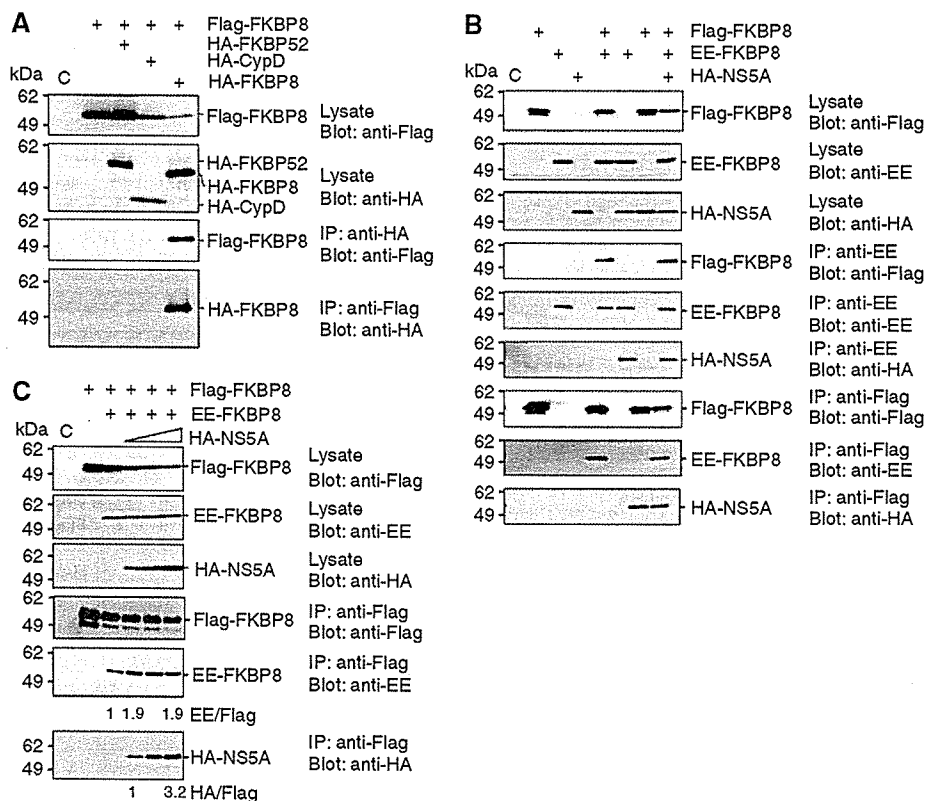 A
+ + + + Flag-FKBP8
+ HA-FKBP52
+ HA-CypD
kDa C + HA-FKBP8
62
49
Flag-FKBP8
Lysate
Blot: anti-Flag
62
49
HA-FKBP52
HA-FKBP8
HA-CypD
Lysate
Blot: anti-HA
62
49
Flag-FKBP8
IP: anti-HA
Blot: anti-Flag
62
49
HA-FKBP8
IP: anti-Flag
Blot: anti-HA
B
+ + + + Flag-FKBP8
+ + + + EE-FKBP8
kDa C + + HA-NS5A
62
49
Flag-FKBP8
Lysate
Blot: anti-Flag
62
49
EE-FKBP8
Lysate
Blot: anti-EE
62
49
HA-NS5A
Lysate
Blot: anti-HA
62
49
Flag-FKBP8
IP: anti-EE
Blot: anti-Flag
62
49
EE-FKBP8
IP: anti-EE
Blot: anti-EE
62
49
HA-NS5A
IP: anti-EE
Blot: anti-HA
62
49
Flag-FKBP8
IP: anti-Flag
Blot: anti-Flag
62
49
EE-FKBP8
IP: anti-Flag
Blot: anti-EE
62
49
HA-NS5A
IP: anti-Flag
Blot: anti-HA
C
+ + + + + Flag-FKBP8
+ + + + EE-FKBP8
kDa C HA-NS5A
62
49
Flag-FKBP8
Lysate
Blot: anti-Flag
62
49
EE-FKBP8
Lysate
Blot: anti-EE
62
49
HA-NS5A
Lysate
Blot: anti-HA
62
49
Flag-FKBP8
IP: anti-Flag
Blot: anti-Flag
62
49
EE-FKBP8
IP: anti-Flag
Blot: anti-EE
1 1.9 1.9 EE/Flag
62
49
HA-NS5A
IP: anti-Flag
Blot: anti-HA
1 3.2 HA/Flag